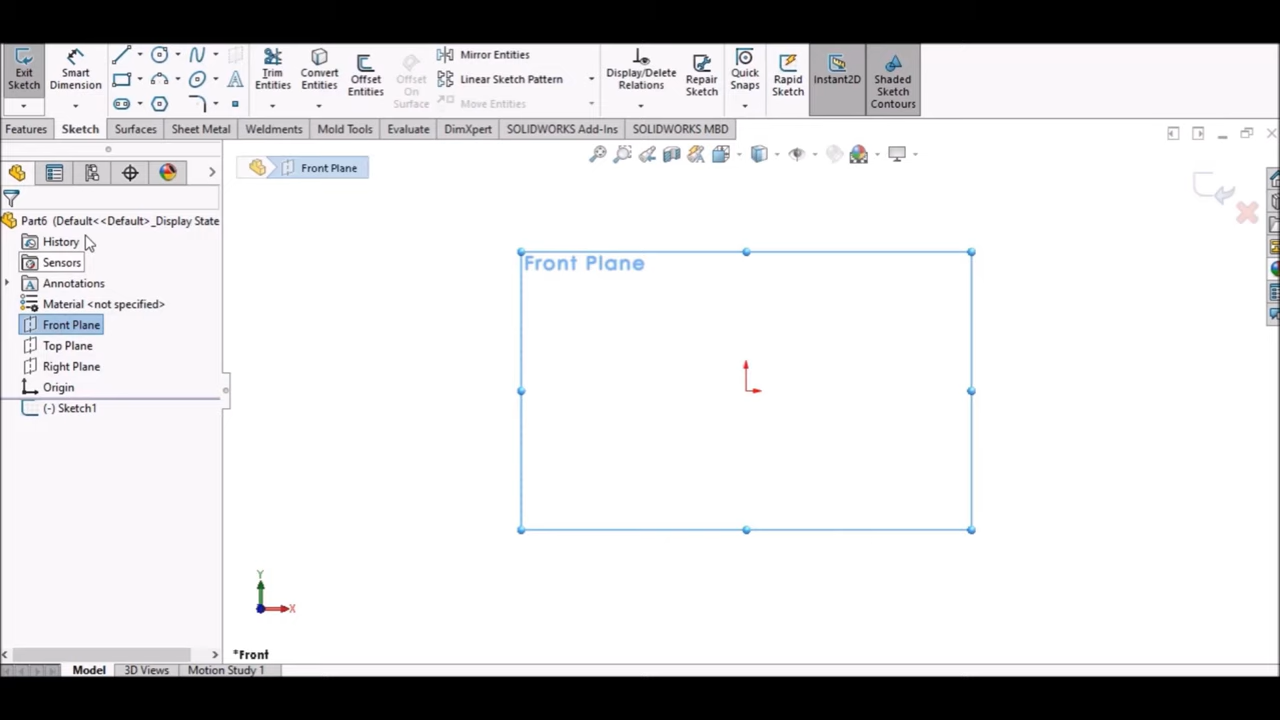 Exit Sketch
Smart Dimension
Trim Entities
Convert Entities
Offset Entities
Offset On Surface
Mirror Entities
Linear Sketch Pattern
Move Entities
Display/Delete Relations
Repair Sketch
Quick Snaps
Rapid Sketch
Instant2D
Shaded Sketch Contours
Features Sketch Surfaces Sheet Metal Weldments Mold Tools Evaluate DimXpert SOLIDWORKS Add-Ins SOLIDWORKS MBD
Front Plane
Part6 (Default<<Default>_Display State
History
Sensors
Annotations
Material <not specified>
Front Plane
Top Plane
Right Plane
Origin
(-) Sketch1
Front Plane
Y
X
*Front
Model 3D Views Motion Study 1